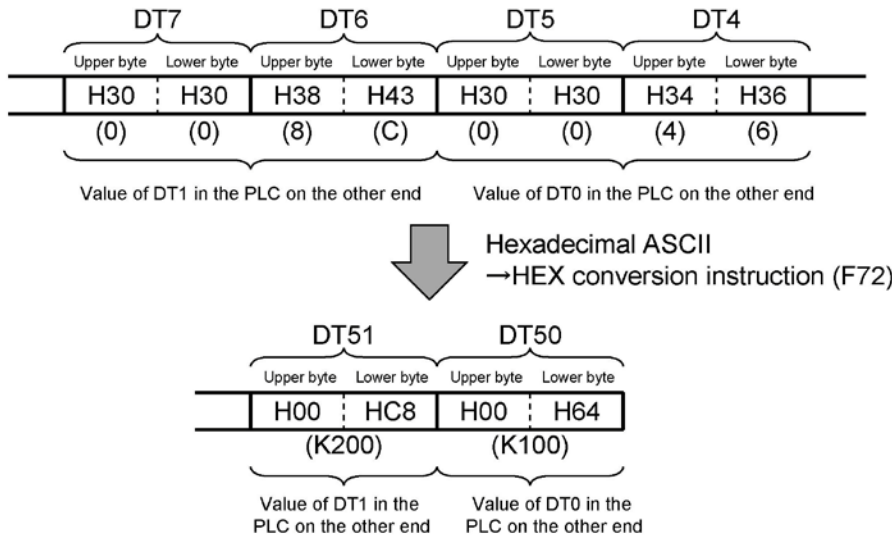 DT7 DT6 DT5 DT4
Upper byte Lower byte Upper byte Lower byte Upper byte Lower byte Upper byte Lower byte
H30 H30 H38 H43 H30 H30 H34 H36
(0) (0) (8) (C) (0) (0) (4) (6)
Value of DT1 in the PLC on the other end Value of DT0 in the PLC on the other end
Hexadecimal ASCII
→HEX conversion instruction (F72)
DT51 DT50
Upper byte Lower byte Upper byte Lower byte
H00 HC8 H00 H64
(K200) (K100)
Value of DT1 in the Value of DT0 in the
PLC on the other end PLC on the other end